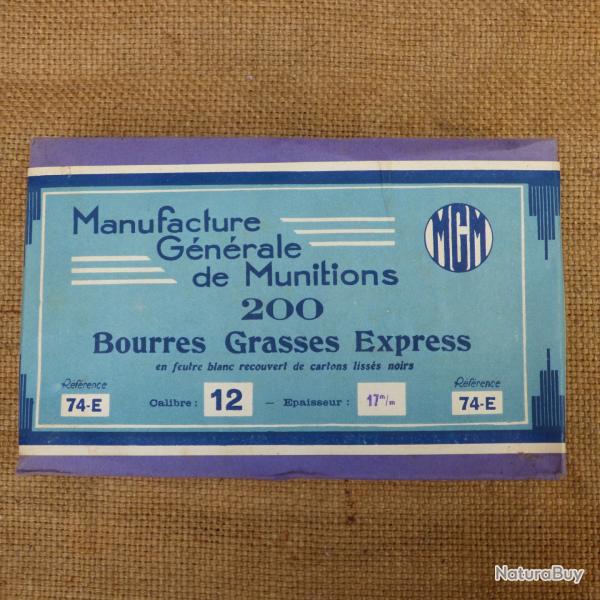 Manufacture
Générale
de Munitions
MGM
200
Bourres Grasses Express
en feutre blanc recouvert de cartons lissés noirs
Référence
74-E
Calibre : 12 — Epaisseur : 17 m/m
Référence
74-E
NaturaBuy